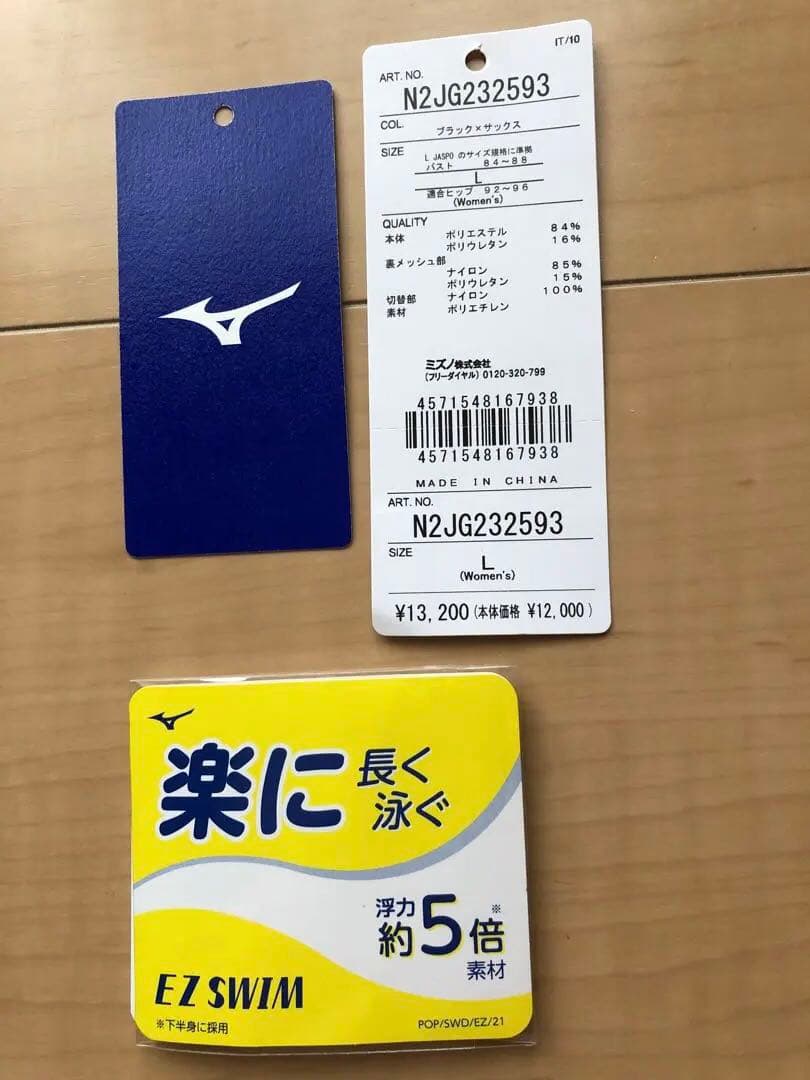 IT/10
ART. NO.
N2JG232593
COL.
ブラック×サックス
SIZE
L JASPO のサイズ規格に準拠
バスト 84～88
L
適合ヒップ 92～96
(Women's)
QUALITY
本体 ポリエステル 84%
ポリウレタン 16%
裏メッシュ部
ナイロン 85%
ポリウレタン 15%
切替部 ナイロン 100%
素材 ポリエチレン
ミズノ株式会社
(フリーダイヤル) 0120-320-799
4571548167938
4571548167938
MADE IN CHINA
ART. NO.
N2JG232593
SIZE
L
(Women's)
¥13,200 (本体価格 ¥12,000)
楽に 長く
泳ぐ
浮力
約5倍※
素材
EZ SWIM
※下半身に採用
POP/SWD/EZ/21